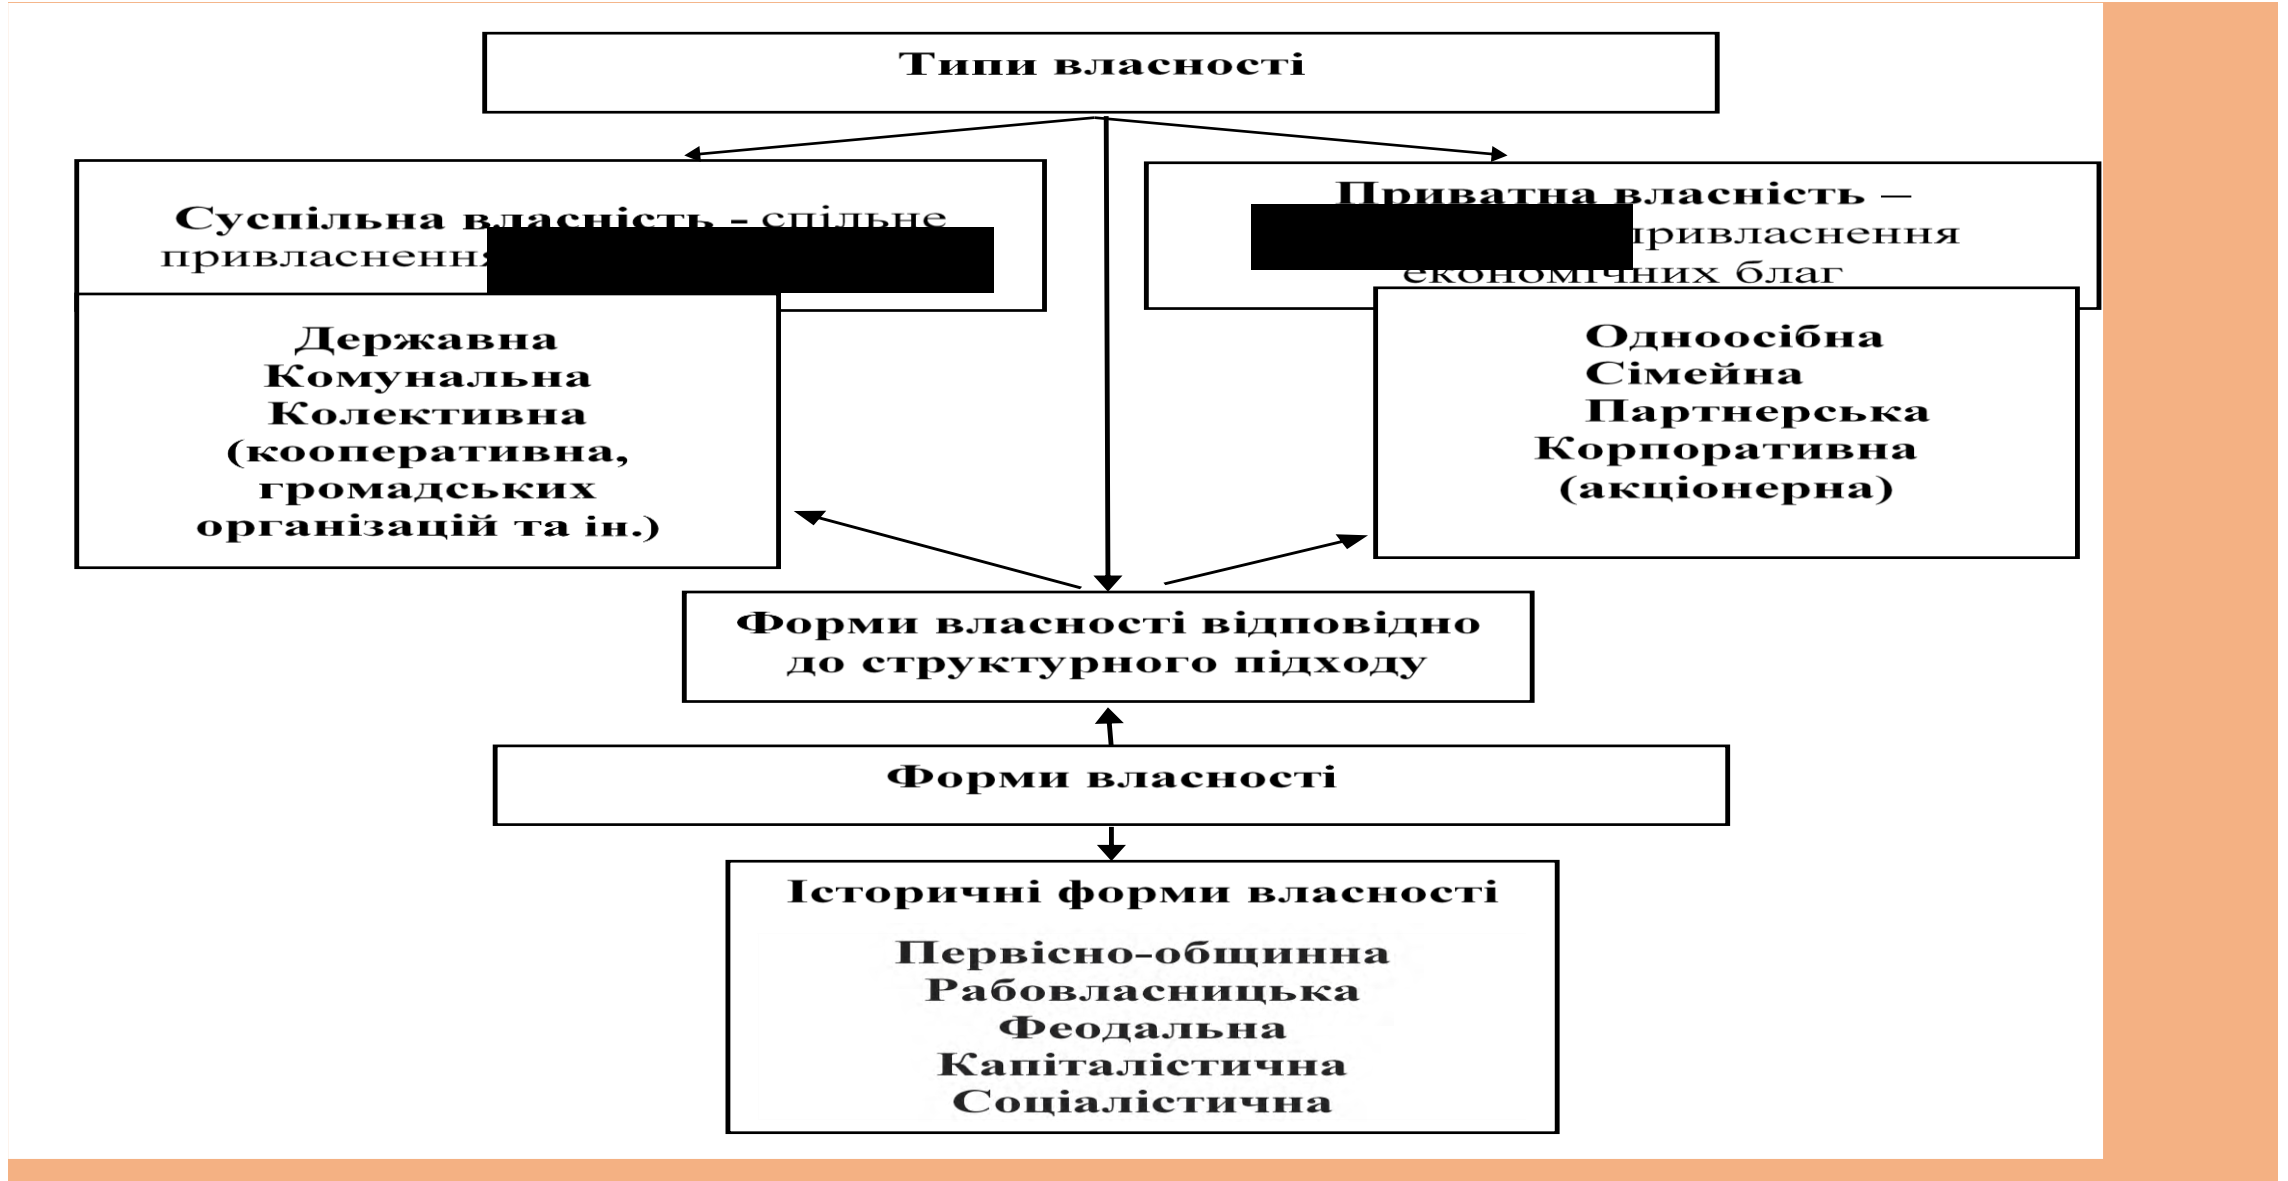 Типи власності
Суспільна власність - спільне
привласнення
Приватна власність –
привласнення
економічних благ
Державна
Комунальна
Колективна
(кооперативна,
громадських
організацій та ін.)
Одноосібна
Сімейна
Партнерська
Корпоративна
(акціонерна)
Форми власності відповідно
до структурного підходу
Форми власності
Історичні форми власності
Первісно-общинна
Рабовласницька
Феодальна
Капіталістична
Соціалістична